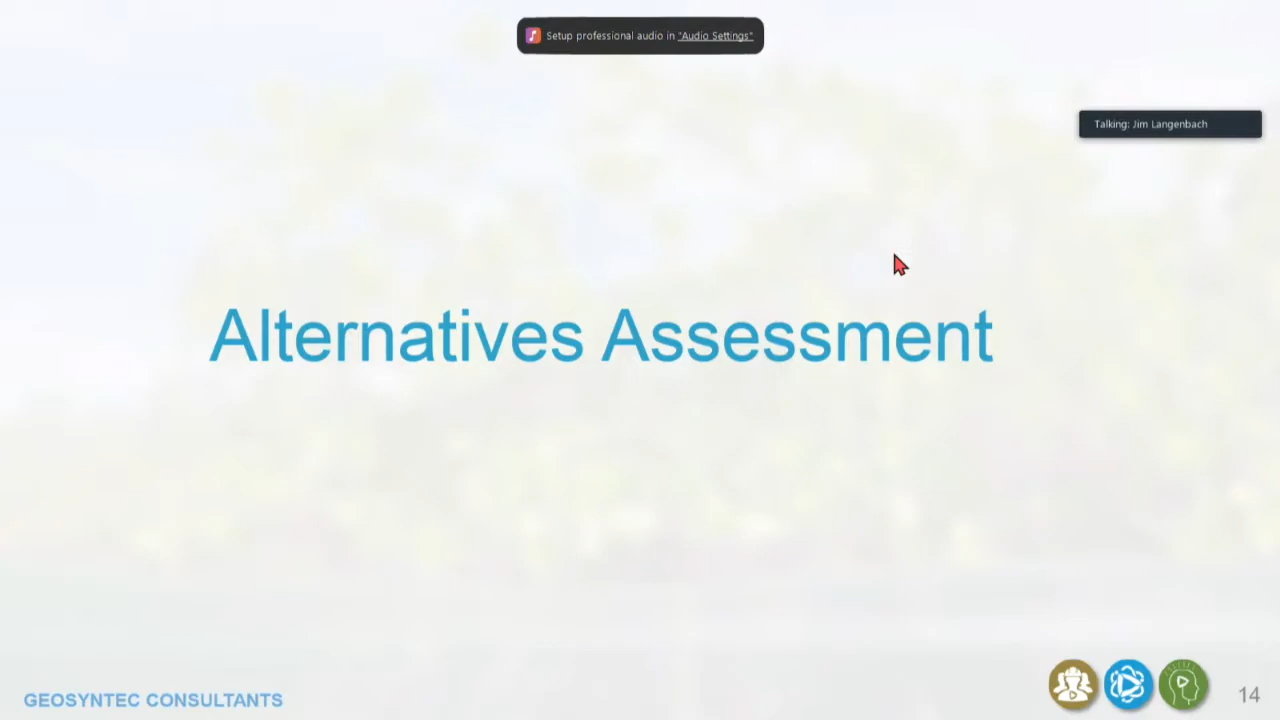 Setup professional audio in "Audio Settings"
Talking: Jim Langenbach
Alternatives Assessment
GEOSYNTEC CONSULTANTS
14